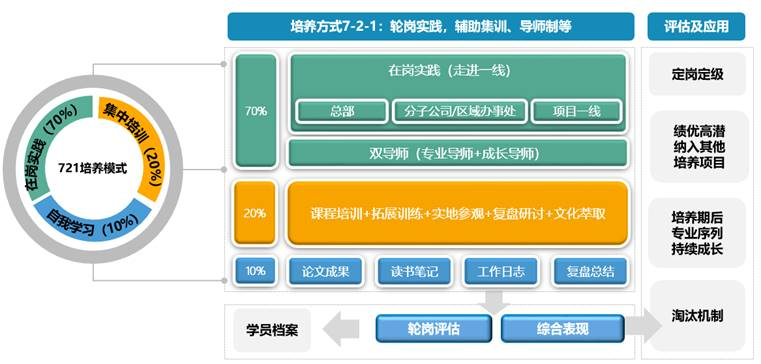 培养方式7-2-1：轮岗实践，辅助集训、导师制等
评估及应用
721培养模式
在岗实践（70%）
集中培训（20%）
自我学习（10%）
70%
在岗实践（走进一线）
总部
分子公司/区域办事处
项目一线
双导师（专业导师+成长导师）
20%
课程培训+拓展训练+实地参观+复盘研讨+文化萃取
10%
论文成果
读书笔记
工作日志
复盘总结
学员档案
轮岗评估
综合表现
定岗定级
绩优高潜
纳入其他
培养项目
培养期后
专业序列
持续成长
淘汰机制